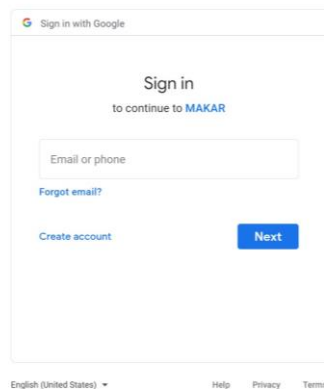 Sign in with Google
Sign in
to continue to MAKAR
Email or phone
Forgot email?
Create account Next
English (United States) Help Privacy Terms